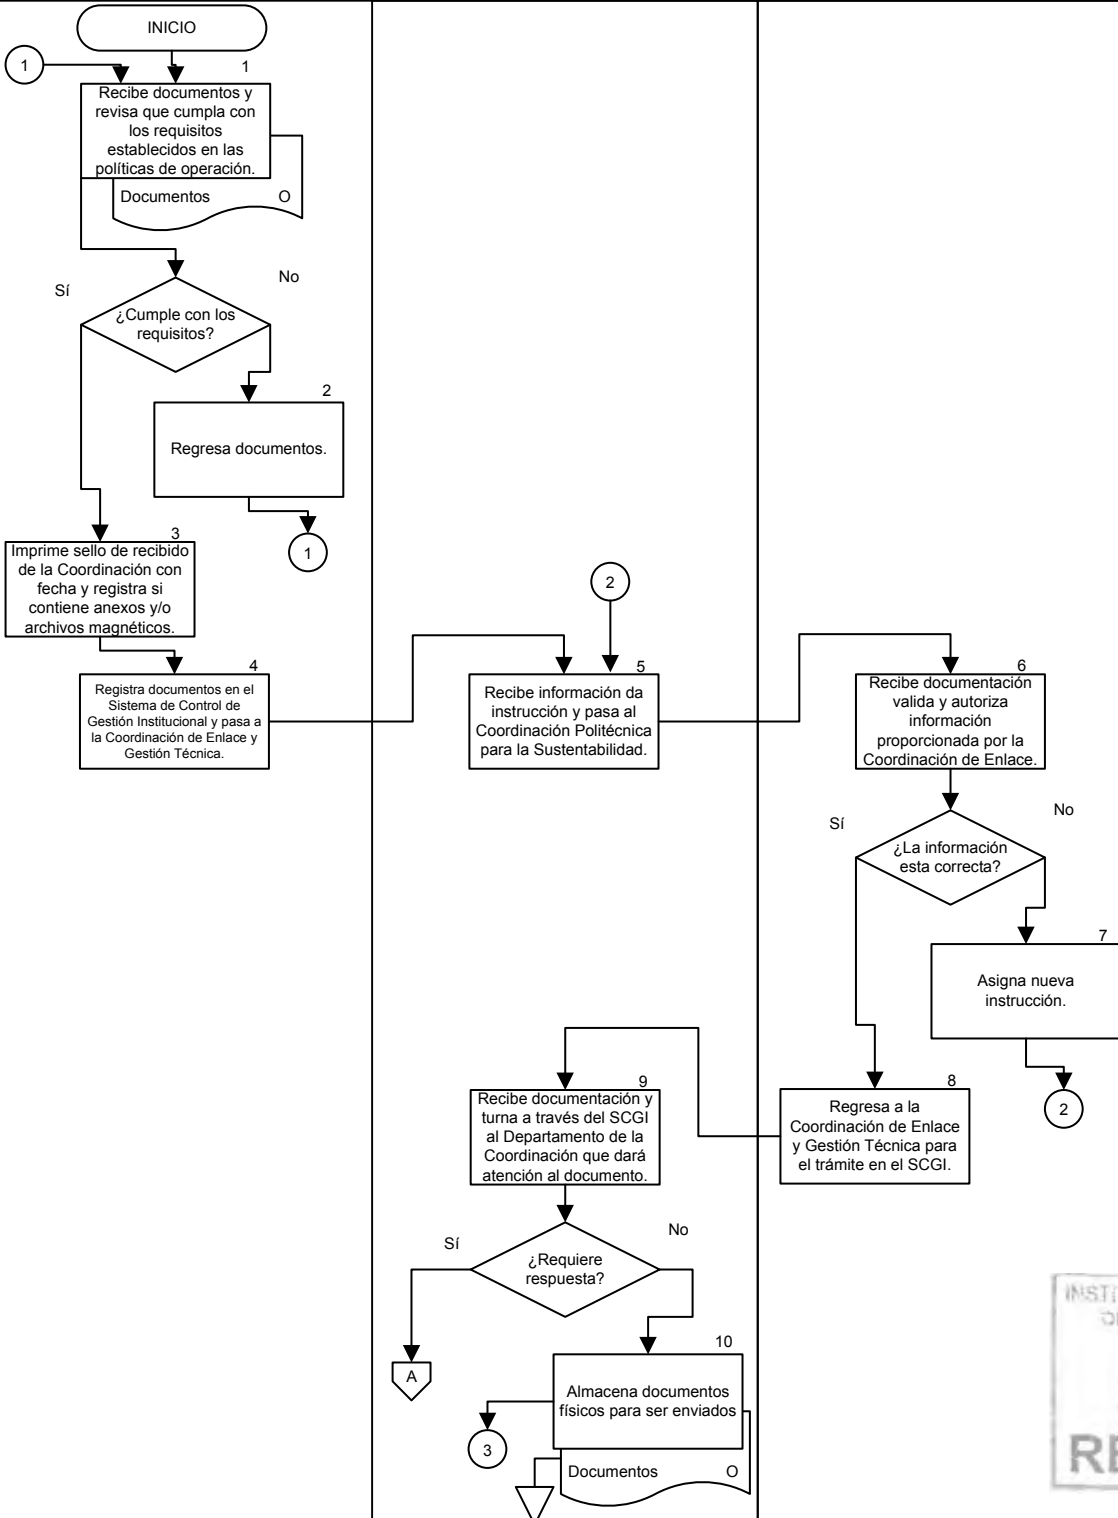 INICIO
1
1
Recibe documentos y
revisa que cumpla con
los requisitos
establecidos en las
políticas de operación.
Documentos O
Sí
No
¿Cumple con los
requisitos?
2
Regresa documentos.
1
3
Imprime sello de recibido
de la Coordinación con
fecha y registra si
contiene anexos y/o
archivos magnéticos.
4
Registra documentos en el
Sistema de Control de
Gestión Institucional y pasa a
la Coordinación de Enlace y
Gestión Técnica.
2
5
Recibe información da
instrucción y pasa al
Coordinación Politécnica
para la Sustentabilidad.
6
Recibe documentación
valida y autoriza
información
proporcionada por la
Coordinación de Enlace.
Sí
No
¿La información
esta correcta?
7
Asigna nueva
instrucción.
2
8
Regresa a la
Coordinación de Enlace
y Gestión Técnica para
el trámite en el SCGI.
9
Recibe documentación y
turna a través del SCGI
al Departamento de la
Coordinación que dará
atención al documento.
Sí
No
¿Requiere
respuesta?
A
10
Almacena documentos
físicos para ser enviados
3
Documentos O
INSTI
RE